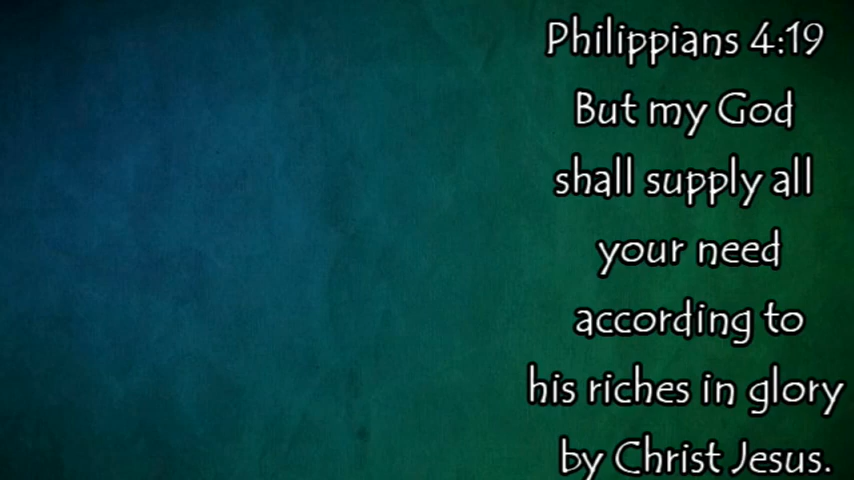 Philippians 4:19
But my God
shall supply all
your need
according to
his riches in glory
by Christ Jesus.